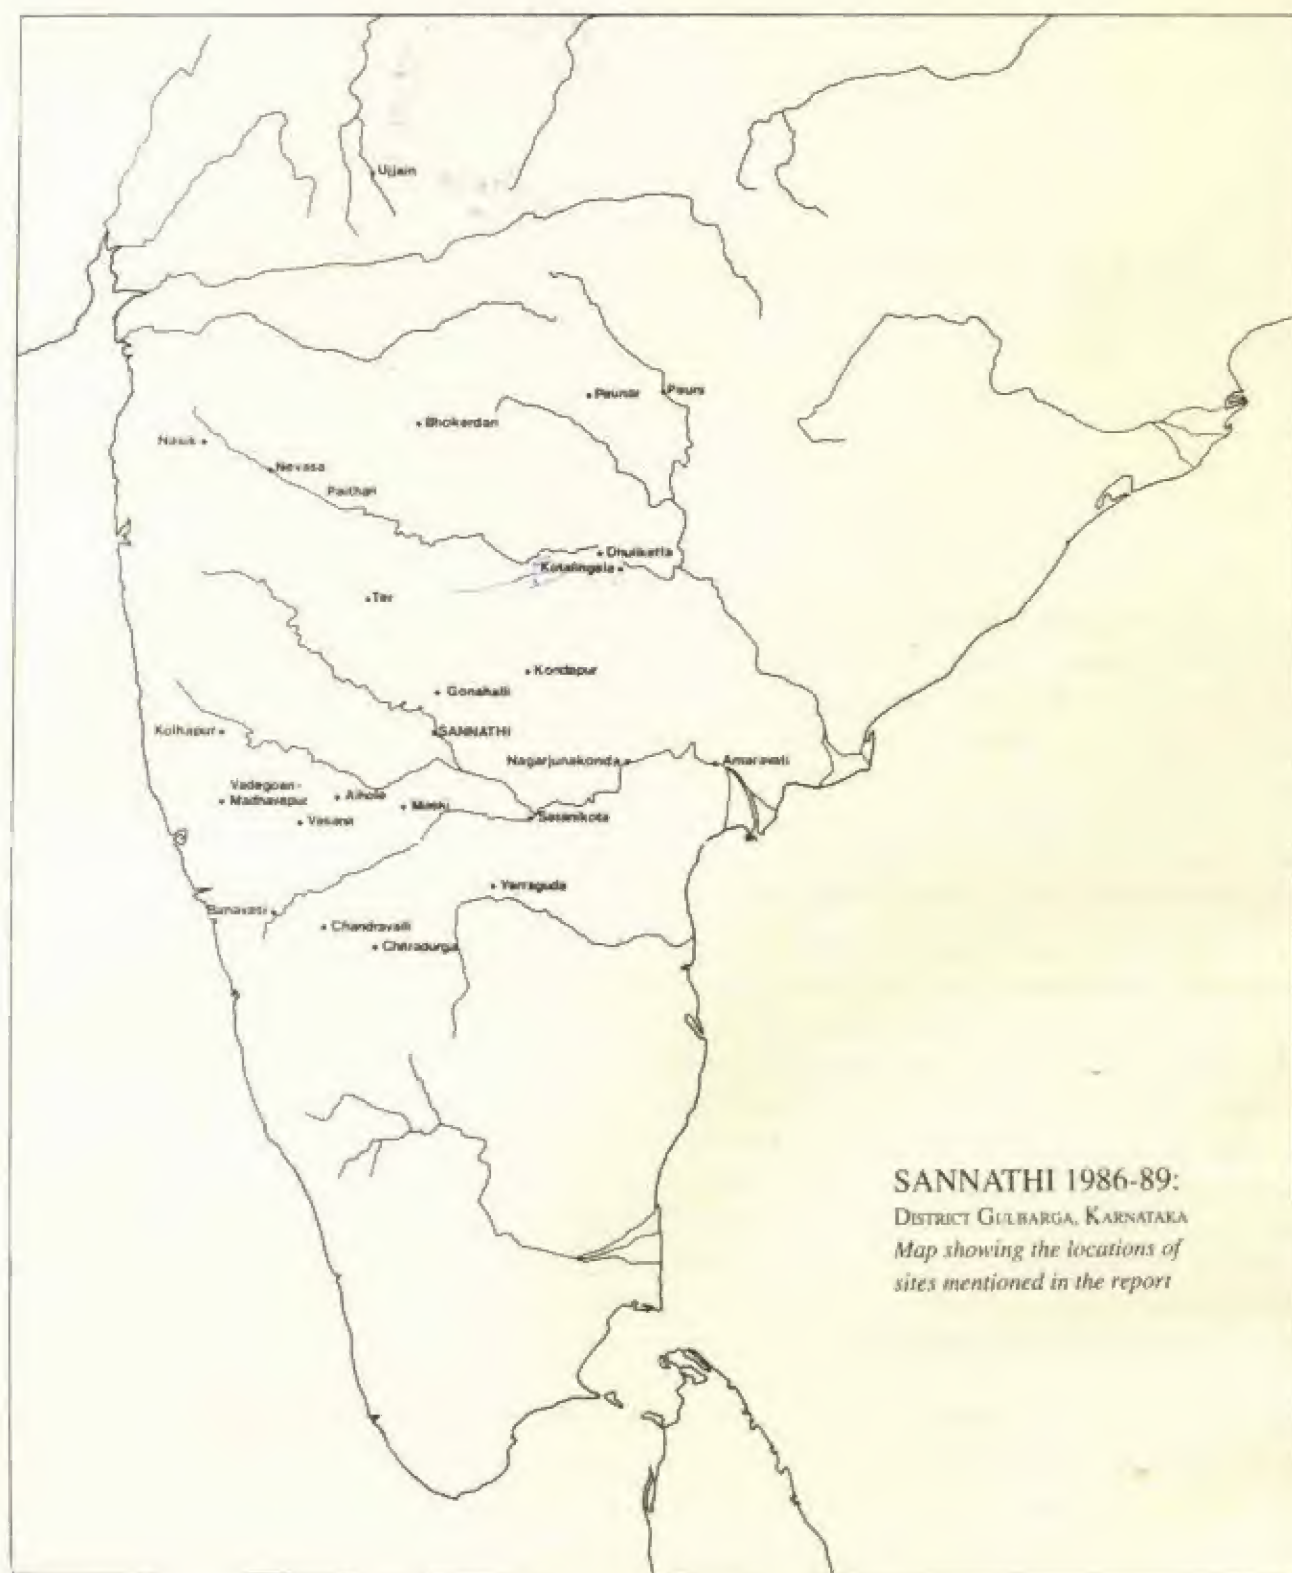 Ujjain
Paunar
Pauni
Bhokardan
Nasik
Nevasa
Paithan
Dhulikatta
Kotalingala
Ter
Kondapur
Gonahalli
Kolhapur
SANNATHI
Nagarjunakonda
Amaravati
Vadegoan-
Madhavapur
Aihole
Maski
Vasana
Satanikota
Yarraguda
Banavasi
Chandravalli
Chitradurga
SANNATHI 1986-89:
DISTRICT GULBARGA, KARNATAKA
Map showing the locations of
sites mentioned in the report